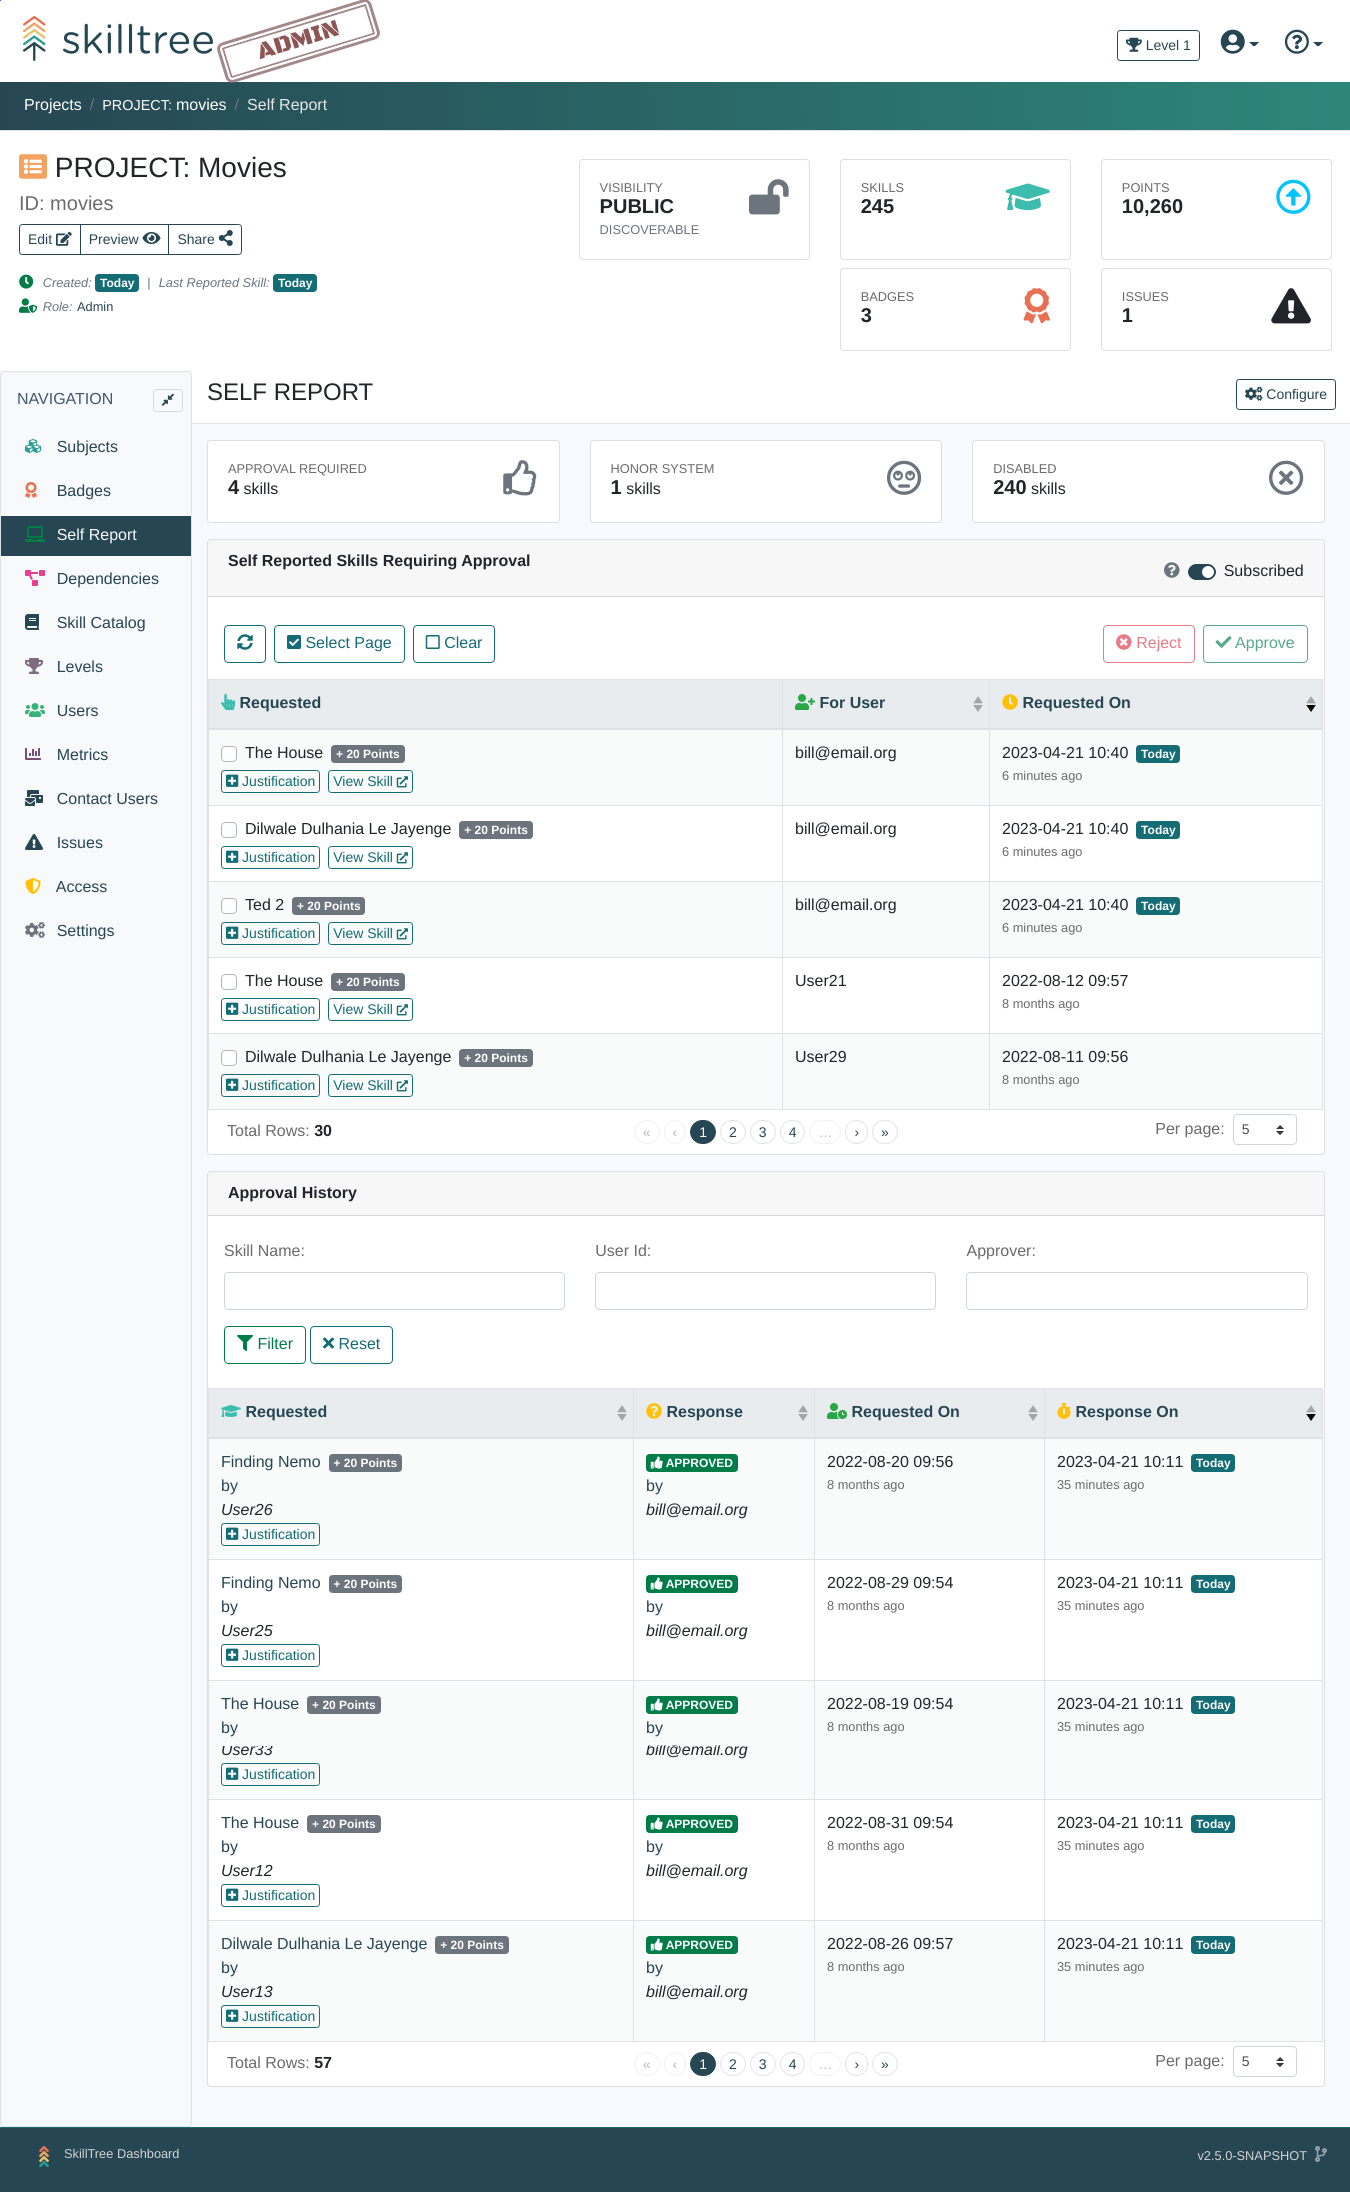 skilltree ADMIN
Level 1
Projects / PROJECT: movies / Self Report
PROJECT: Movies
ID: movies
Edit Preview Share
Created: Today | Last Reported Skill: Today
Role: Admin
VISIBILITY
PUBLIC
DISCOVERABLE
SKILLS
245
POINTS
10,260
BADGES
3
ISSUES
1
NAVIGATION
Subjects
Badges
Self Report
Dependencies
Skill Catalog
Levels
Users
Metrics
Contact Users
Issues
Access
Settings
SELF REPORT
Configure
APPROVAL REQUIRED
4 skills
HONOR SYSTEM
1 skills
DISABLED
240 skills
Self Reported Skills Requiring Approval
Subscribed
Select Page Clear Reject Approve
Requested For User Requested On
The House + 20 Points bill@email.org 2023-04-21 10:40 Today
Justification View Skill 6 minutes ago
Dilwale Dulhania Le Jayenge + 20 Points bill@email.org 2023-04-21 10:40 Today
Justification View Skill 6 minutes ago
Ted 2 + 20 Points bill@email.org 2023-04-21 10:40 Today
Justification View Skill 6 minutes ago
The House + 20 Points User21 2022-08-12 09:57
Justification View Skill 8 months ago
Dilwale Dulhania Le Jayenge + 20 Points User29 2022-08-11 09:56
Justification View Skill 8 months ago
Total Rows: 30 « ‹ 1 2 3 4 … › » Per page: 5
Approval History
Skill Name: User Id: Approver:
Filter Reset
Requested Response Requested On Response On
Finding Nemo + 20 Points APPROVED 2022-08-20 09:56 2023-04-21 10:11 Today
by by 8 months ago 35 minutes ago
User26 bill@email.org
Justification
Finding Nemo + 20 Points APPROVED 2022-08-29 09:54 2023-04-21 10:11 Today
by by 8 months ago 35 minutes ago
User25 bill@email.org
Justification
The House + 20 Points APPROVED 2022-08-19 09:54 2023-04-21 10:11 Today
by by 8 months ago 35 minutes ago
User33 bill@email.org
Justification
The House + 20 Points APPROVED 2022-08-31 09:54 2023-04-21 10:11 Today
by by 8 months ago 35 minutes ago
User12 bill@email.org
Justification
Dilwale Dulhania Le Jayenge + 20 Points APPROVED 2022-08-26 09:57 2023-04-21 10:11 Today
by by 8 months ago 35 minutes ago
User13 bill@email.org
Justification
Total Rows: 57 « ‹ 1 2 3 4 … › » Per page: 5
SkillTree Dashboard v2.5.0-SNAPSHOT